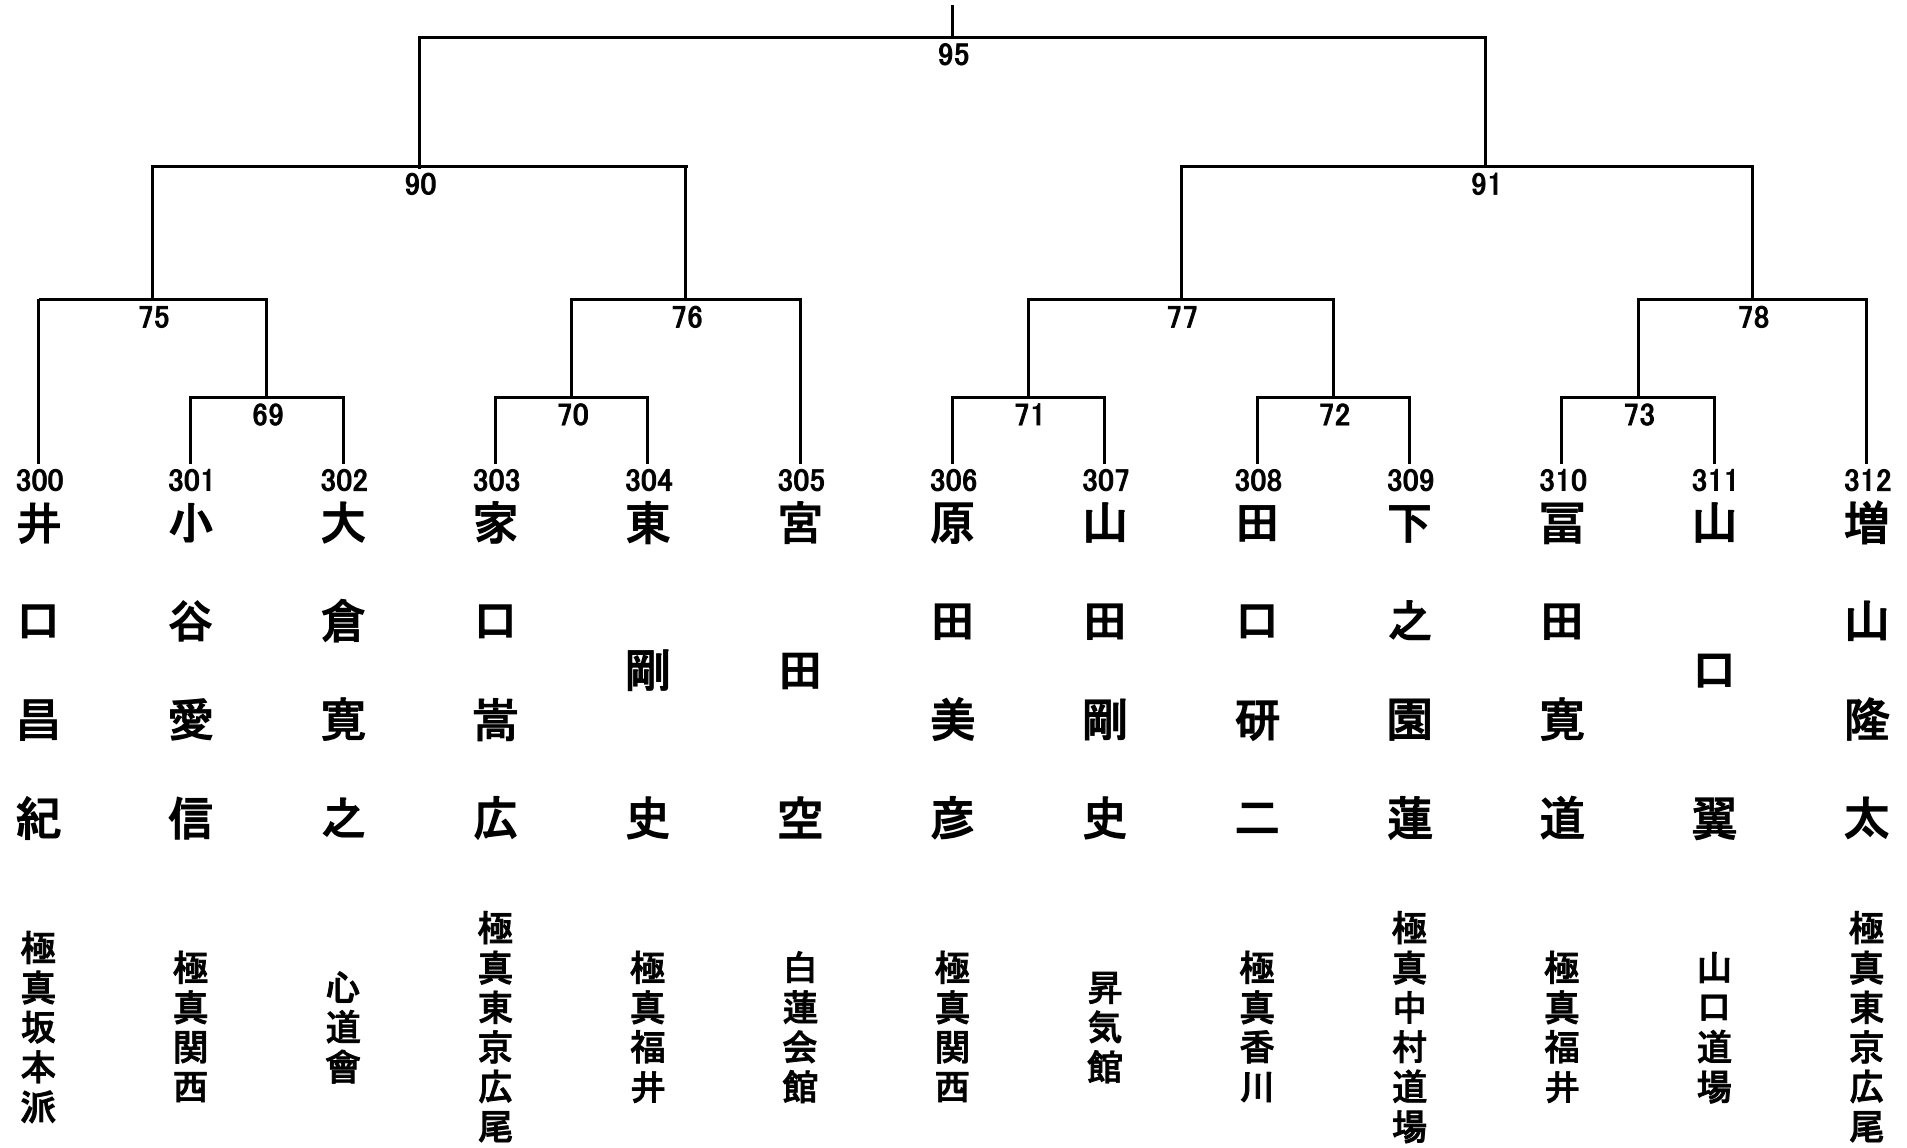 95
90
91
75
76
77
78
69
70
71
72
73
300
301
302
303
304
305
306
307
308
309
310
311
312
井口昌紀
小谷愛信
大倉寛之
家口嵩広
東剛史
宮田空
原田美彦
山田剛史
田口研二
下之園蓮
冨田寛道
山口翼
増山隆太
極真坂本派
極真関西
心道會
極真東京広尾
極真福井
白蓮会館
極真関西
昇気館
極真香川
極真中村道場
極真福井
山口道場
極真東京広尾